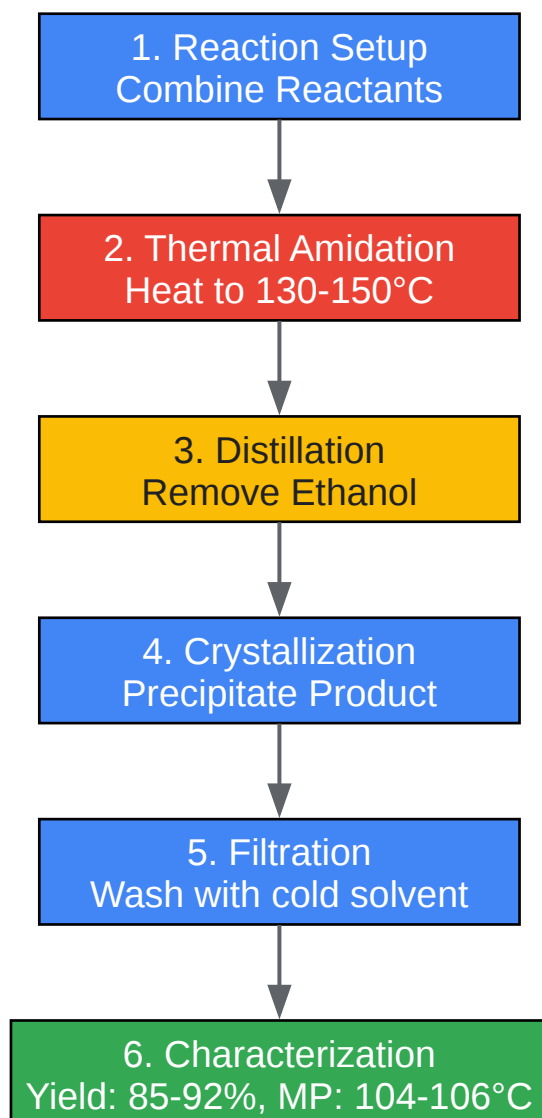 1. Reaction Setup
Combine Reactants
2. Thermal Amidation
Heat to 130-150°C
3. Distillation
Remove Ethanol
4. Crystallization
Precipitate Product
5. Filtration
Wash with cold solvent
6. Characterization
Yield: 85-92%, MP: 104-106°C